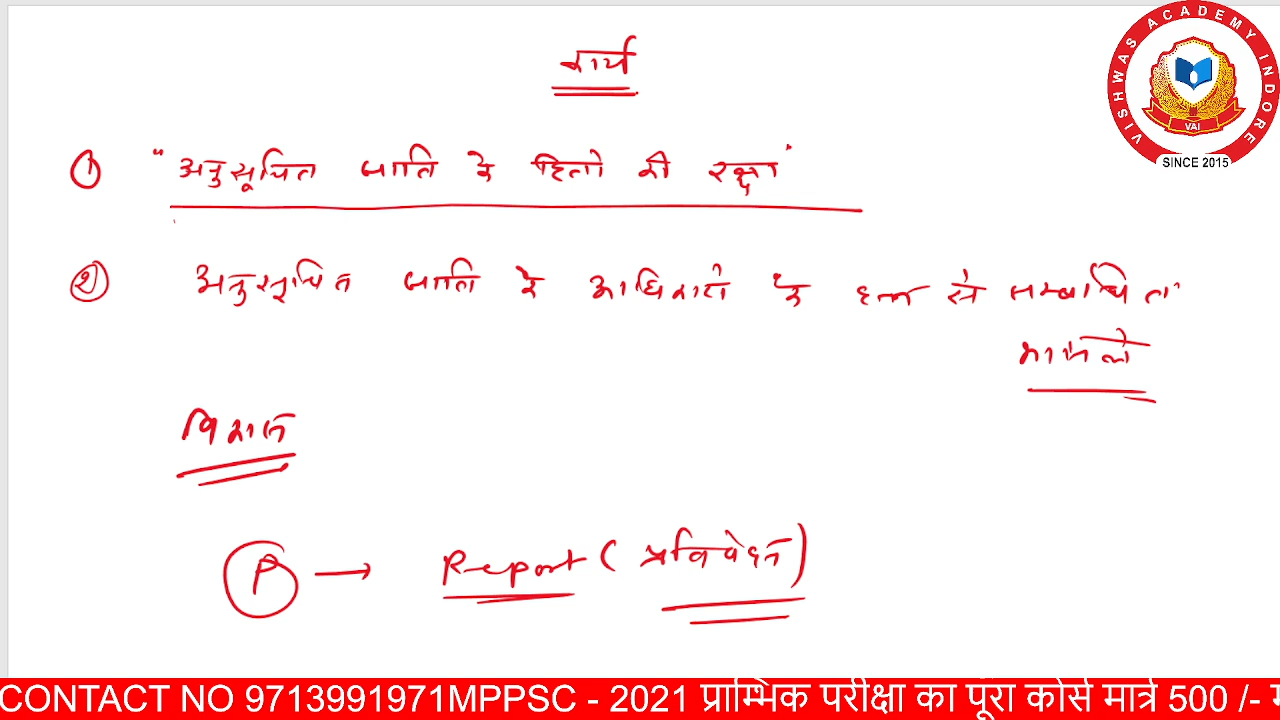 कार्य
① "अनुसूचित जाति के हितो की रक्षा"
② अनुसूचित जाति के अधिकारो के हनन से सम्बंधित
मामलो
विकास
P → Report (प्रतिवेदन)
VISHWAS ACADEMY INDORE
VAI
SINCE 2015
CONTACT NO 9713991971MPPSC - 2021 प्राम्भिक परीक्षा का पूरा कोर्स मात्र 500 /-